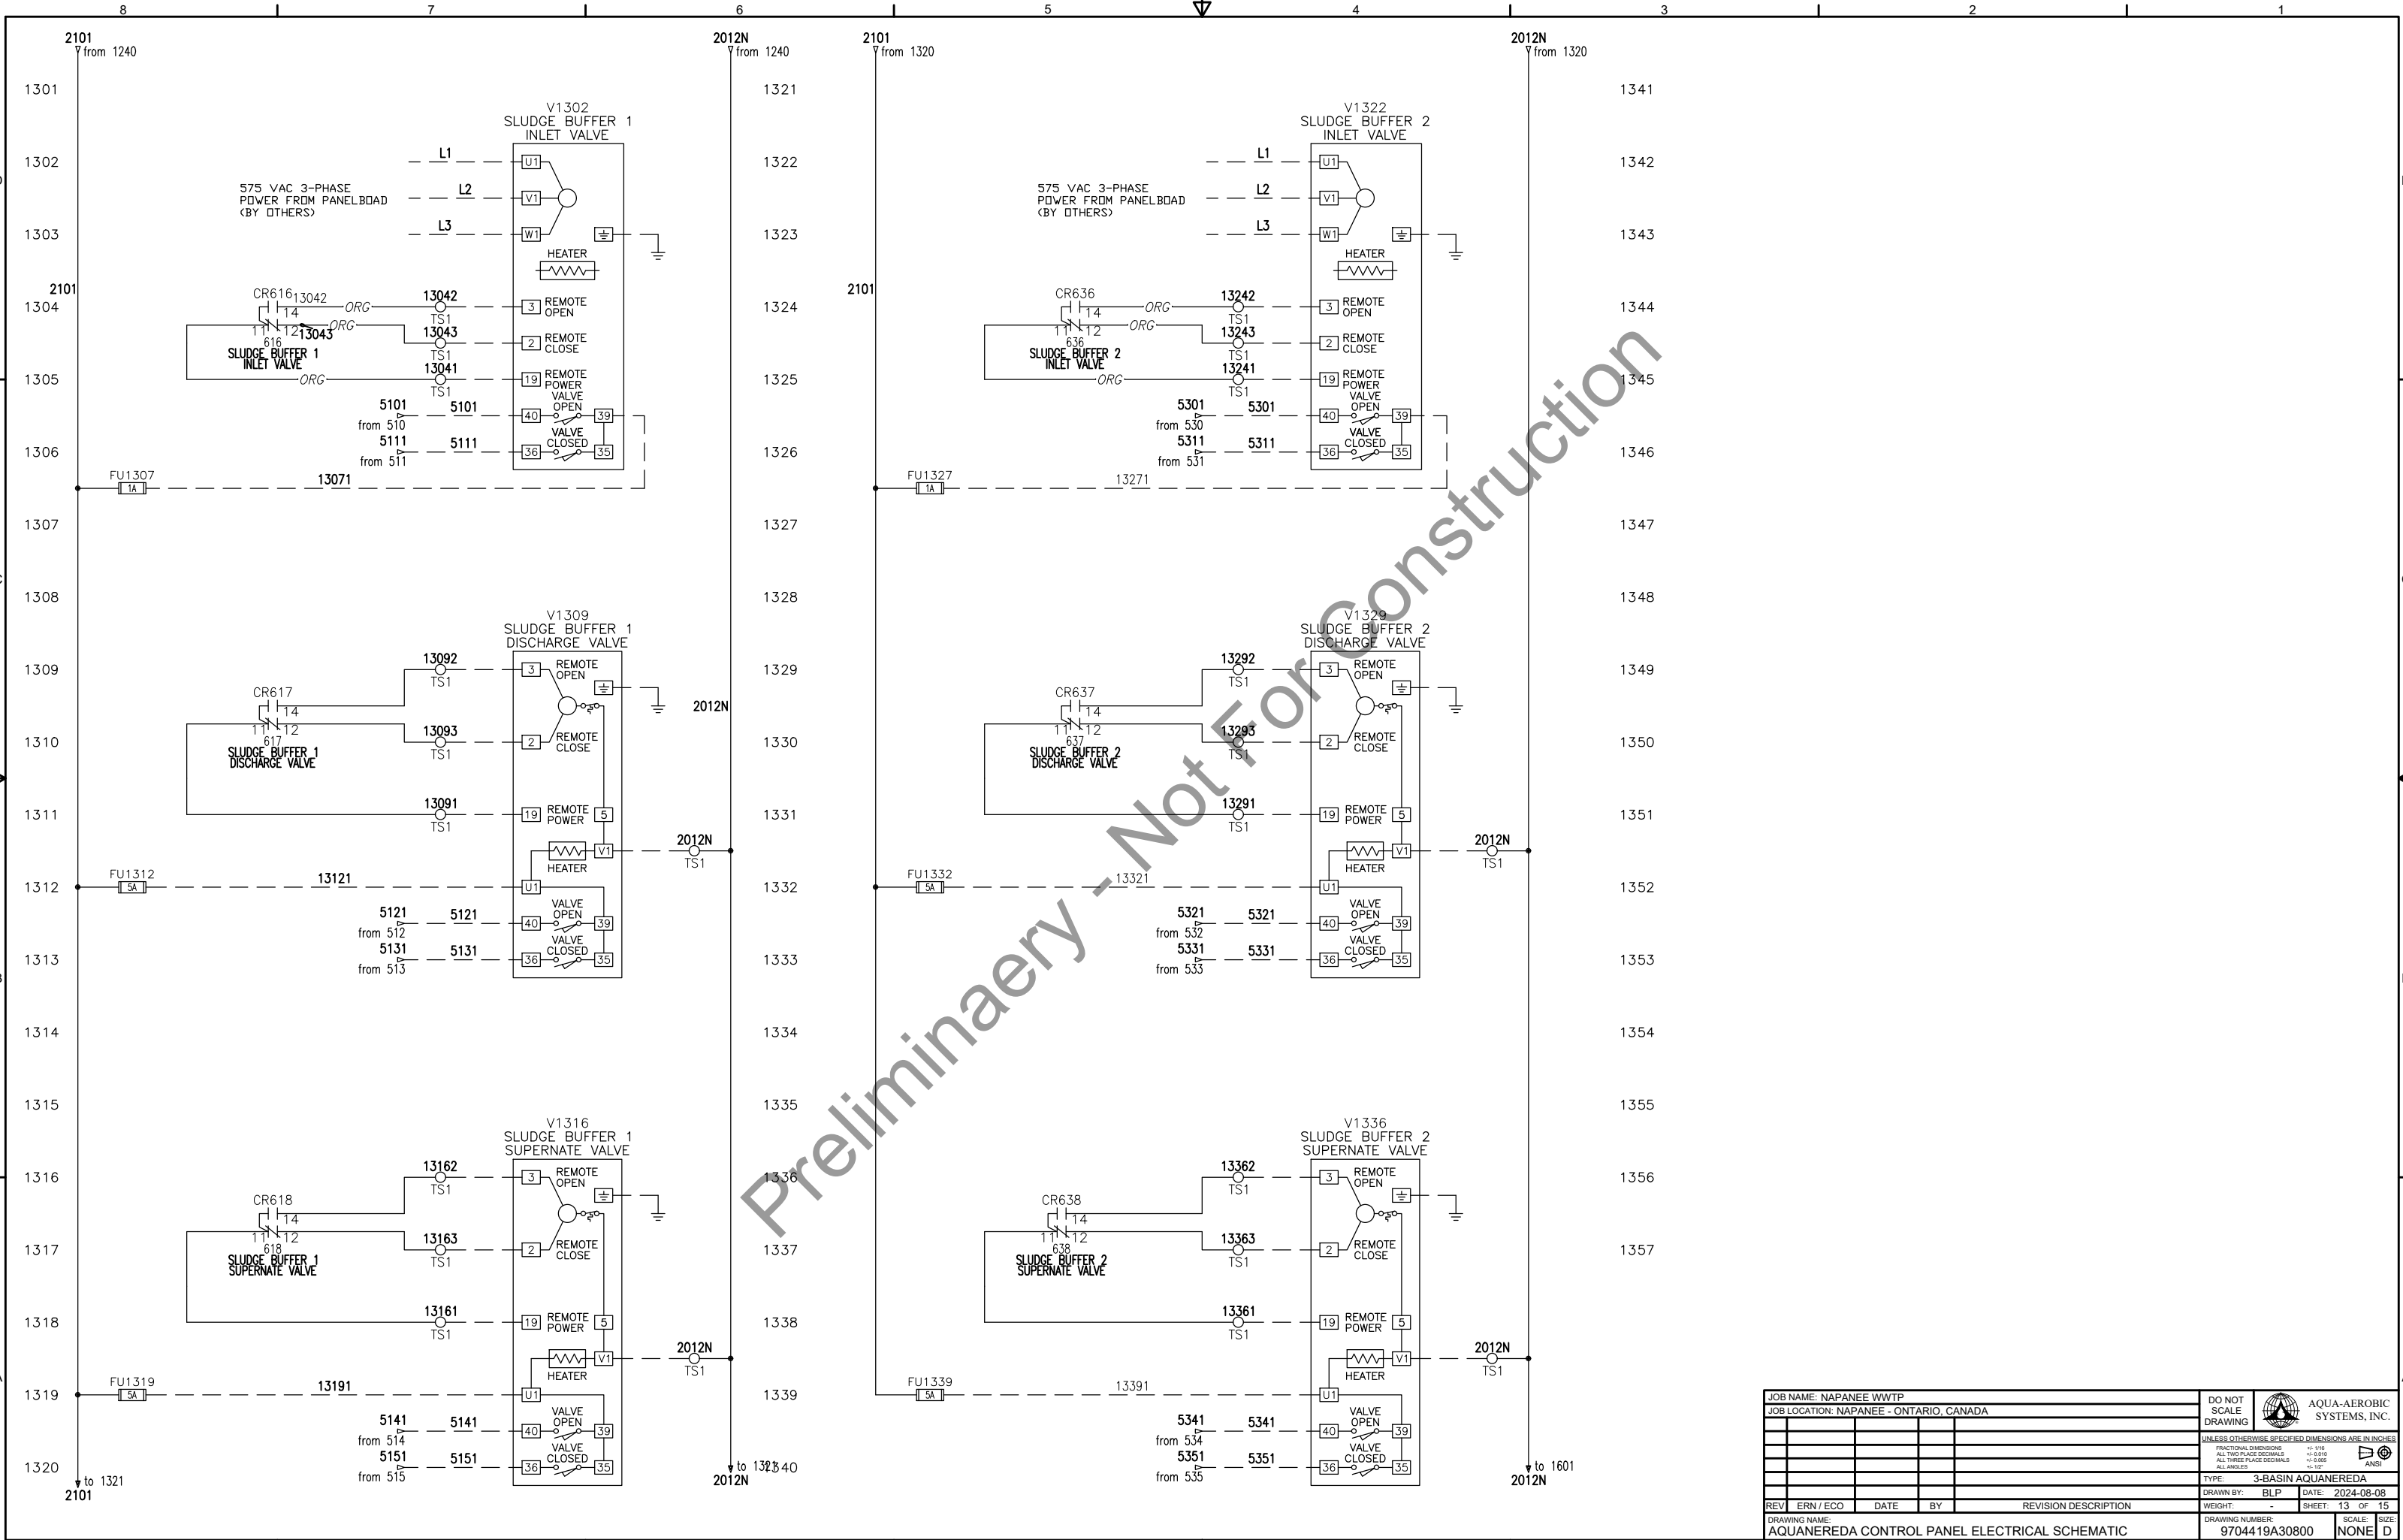 8 7 6 5 4 3 2 1
2101
from 1240
2012N
from 1240
1301
V1302
SLUDGE BUFFER 1
INLET VALVE
1302
L1
U1
575 VAC 3-PHASE
POWER FROM PANELBOAD
(BY OTHERS)
L2
V1
1303
L3
W1
HEATER
2101
1304
CR616
13042
ORG
13042
TS1
3
REMOTE
OPEN
14
11 12
13043
ORG
13043
TS1
2
REMOTE
CLOSE
616
SLUDGE BUFFER 1
INLET VALVE
1305
ORG
13041
TS1
19
REMOTE
POWER
VALVE
OPEN
5101
from 510
5101
40
39
VALVE
CLOSED
1306
5111
from 511
5111
36
35
FU1307
1A
13071
1307
1308
V1309
SLUDGE BUFFER 1
DISCHARGE VALVE
1309
13092
TS1
3
REMOTE
OPEN
CR617
14
11 12
617
SLUDGE BUFFER 1
DISCHARGE VALVE
2012N
1310
13093
TS1
2
REMOTE
CLOSE
1311
13091
TS1
19
REMOTE
POWER
5
HEATER
V1
2012N
TS1
1312
FU1312
5A
13121
U1
5121
from 512
5121
40
VALVE
OPEN
39
1313
5131
from 513
5131
36
VALVE
CLOSED
35
1314
1315
V1316
SLUDGE BUFFER 1
SUPERNATE VALVE
1316
13162
TS1
3
REMOTE
OPEN
CR618
14
11 12
618
SLUDGE BUFFER 1
SUPERNATE VALVE
1317
13163
TS1
2
REMOTE
CLOSE
1318
13161
TS1
19
REMOTE
POWER
5
HEATER
V1
2012N
TS1
1319
FU1319
5A
13191
U1
5141
from 514
5141
40
VALVE
OPEN
39
1320
5151
from 515
5151
36
VALVE
CLOSED
35
to 1321
2101
to 1321
2012N
2101
from 1320
2012N
from 1320
1321
V1322
SLUDGE BUFFER 2
INLET VALVE
1322
L1
U1
575 VAC 3-PHASE
POWER FROM PANELBOAD
(BY OTHERS)
L2
V1
1323
L3
W1
HEATER
2101
1324
CR636
ORG
13242
TS1
3
REMOTE
OPEN
14
11 12
ORG
13243
TS1
2
REMOTE
CLOSE
636
SLUDGE BUFFER 2
INLET VALVE
1325
ORG
13241
TS1
19
REMOTE
POWER
VALVE
OPEN
5301
from 530
5301
40
39
VALVE
CLOSED
1326
5311
from 531
5311
36
35
FU1327
1A
13271
1327
1328
V1329
SLUDGE BUFFER 2
DISCHARGE VALVE
1329
13292
TS1
3
REMOTE
OPEN
CR637
14
11 12
637
SLUDGE BUFFER 2
DISCHARGE VALVE
1330
13293
TS1
2
REMOTE
CLOSE
1331
13291
TS1
19
REMOTE
POWER
5
HEATER
V1
2012N
TS1
1332
FU1332
5A
13321
U1
5321
from 532
5321
40
VALVE
OPEN
39
1333
5331
from 533
5331
36
VALVE
CLOSED
35
1334
1335
V1336
SLUDGE BUFFER 2
SUPERNATE VALVE
1336
13362
TS1
3
REMOTE
OPEN
CR638
14
11 12
638
SLUDGE BUFFER 2
SUPERNATE VALVE
1337
13363
TS1
2
REMOTE
CLOSE
1338
13361
TS1
19
REMOTE
POWER
5
HEATER
V1
2012N
TS1
1339
FU1339
5A
13391
U1
5341
from 534
5341
40
VALVE
OPEN
39
1340
5351
from 535
5351
36
VALVE
CLOSED
35
to 1601
2012N
1341
1342
1343
1344
1345
1346
1347
1348
1349
1350
1351
1352
1353
1354
1355
1356
1357
Preliminaery - Not For Construction
JOB NAME: NAPANEE WWTP
JOB LOCATION: NAPANEE - ONTARIO, CANADA
REV ERN / ECO DATE BY REVISION DESCRIPTION
DRAWING NAME:
AQUANEREDA CONTROL PANEL ELECTRICAL SCHEMATIC
DO NOT
SCALE
DRAWING
AQUA-AEROBIC
SYSTEMS, INC.
UNLESS OTHERWISE SPECIFIED DIMENSIONS ARE IN INCHES
FRACTIONAL DIMENSIONS +/- 1/16
ALL TWO PLACE DECIMALS +/- 0.010
ALL THREE PLACE DECIMALS +/- 0.005
ALL ANGLES +/- 1/2°
ANSI
TYPE: 3-BASIN AQUANEREDA
DRAWN BY: BLP DATE: 2024-08-08
WEIGHT: - SHEET: 13 OF 15
DRAWING NUMBER:
9704419A30800
SCALE:
NONE
SIZE:
D